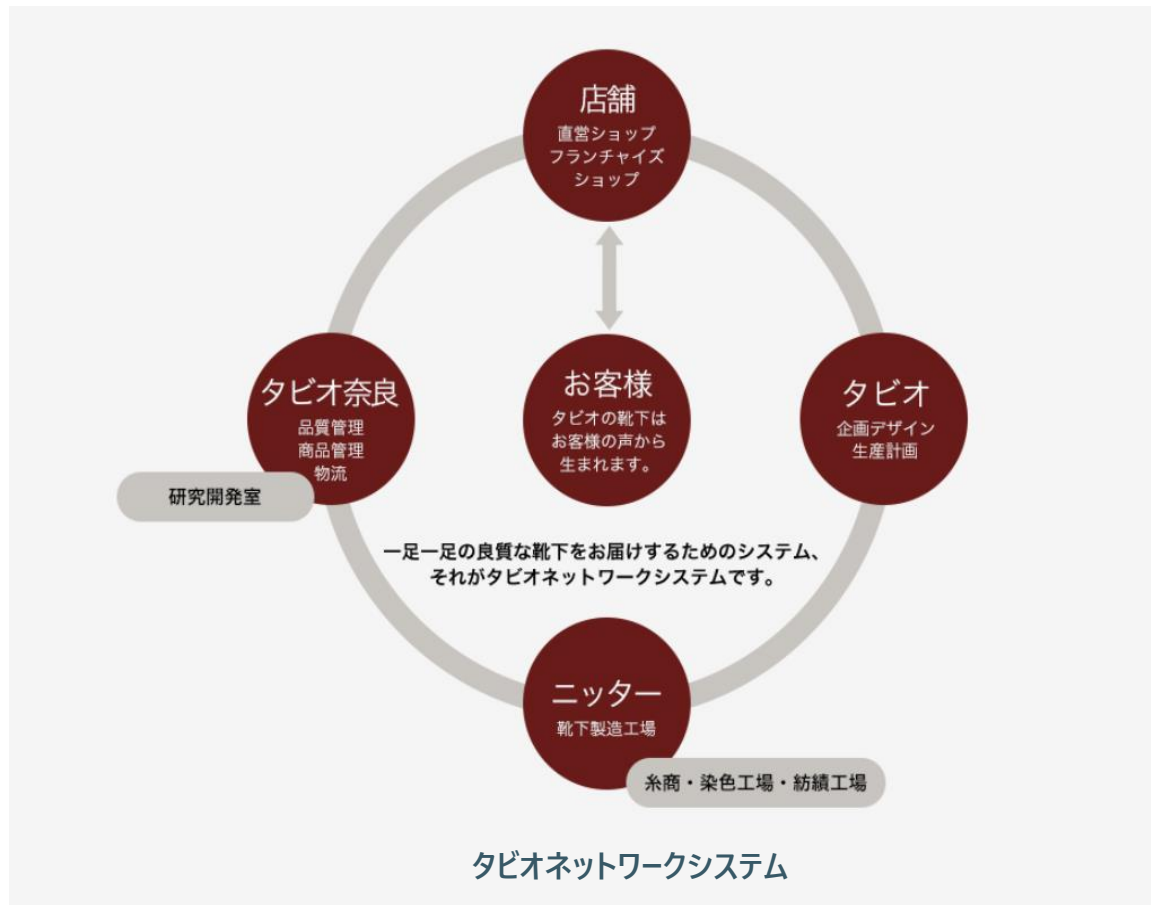 店舗
直営ショップ
フランチャイズ
ショップ
タビオ奈良
品質管理
商品管理
物流
研究開発室
お客様
タビオの靴下は
お客様の声から
生まれます。
タビオ
企画デザイン
生産計画
一足一足の良質な靴下をお届けするためのシステム、
それがタビオネットワークシステムです。
ニッター
靴下製造工場
糸商・染色工場・紡績工場
タビオネットワークシステム